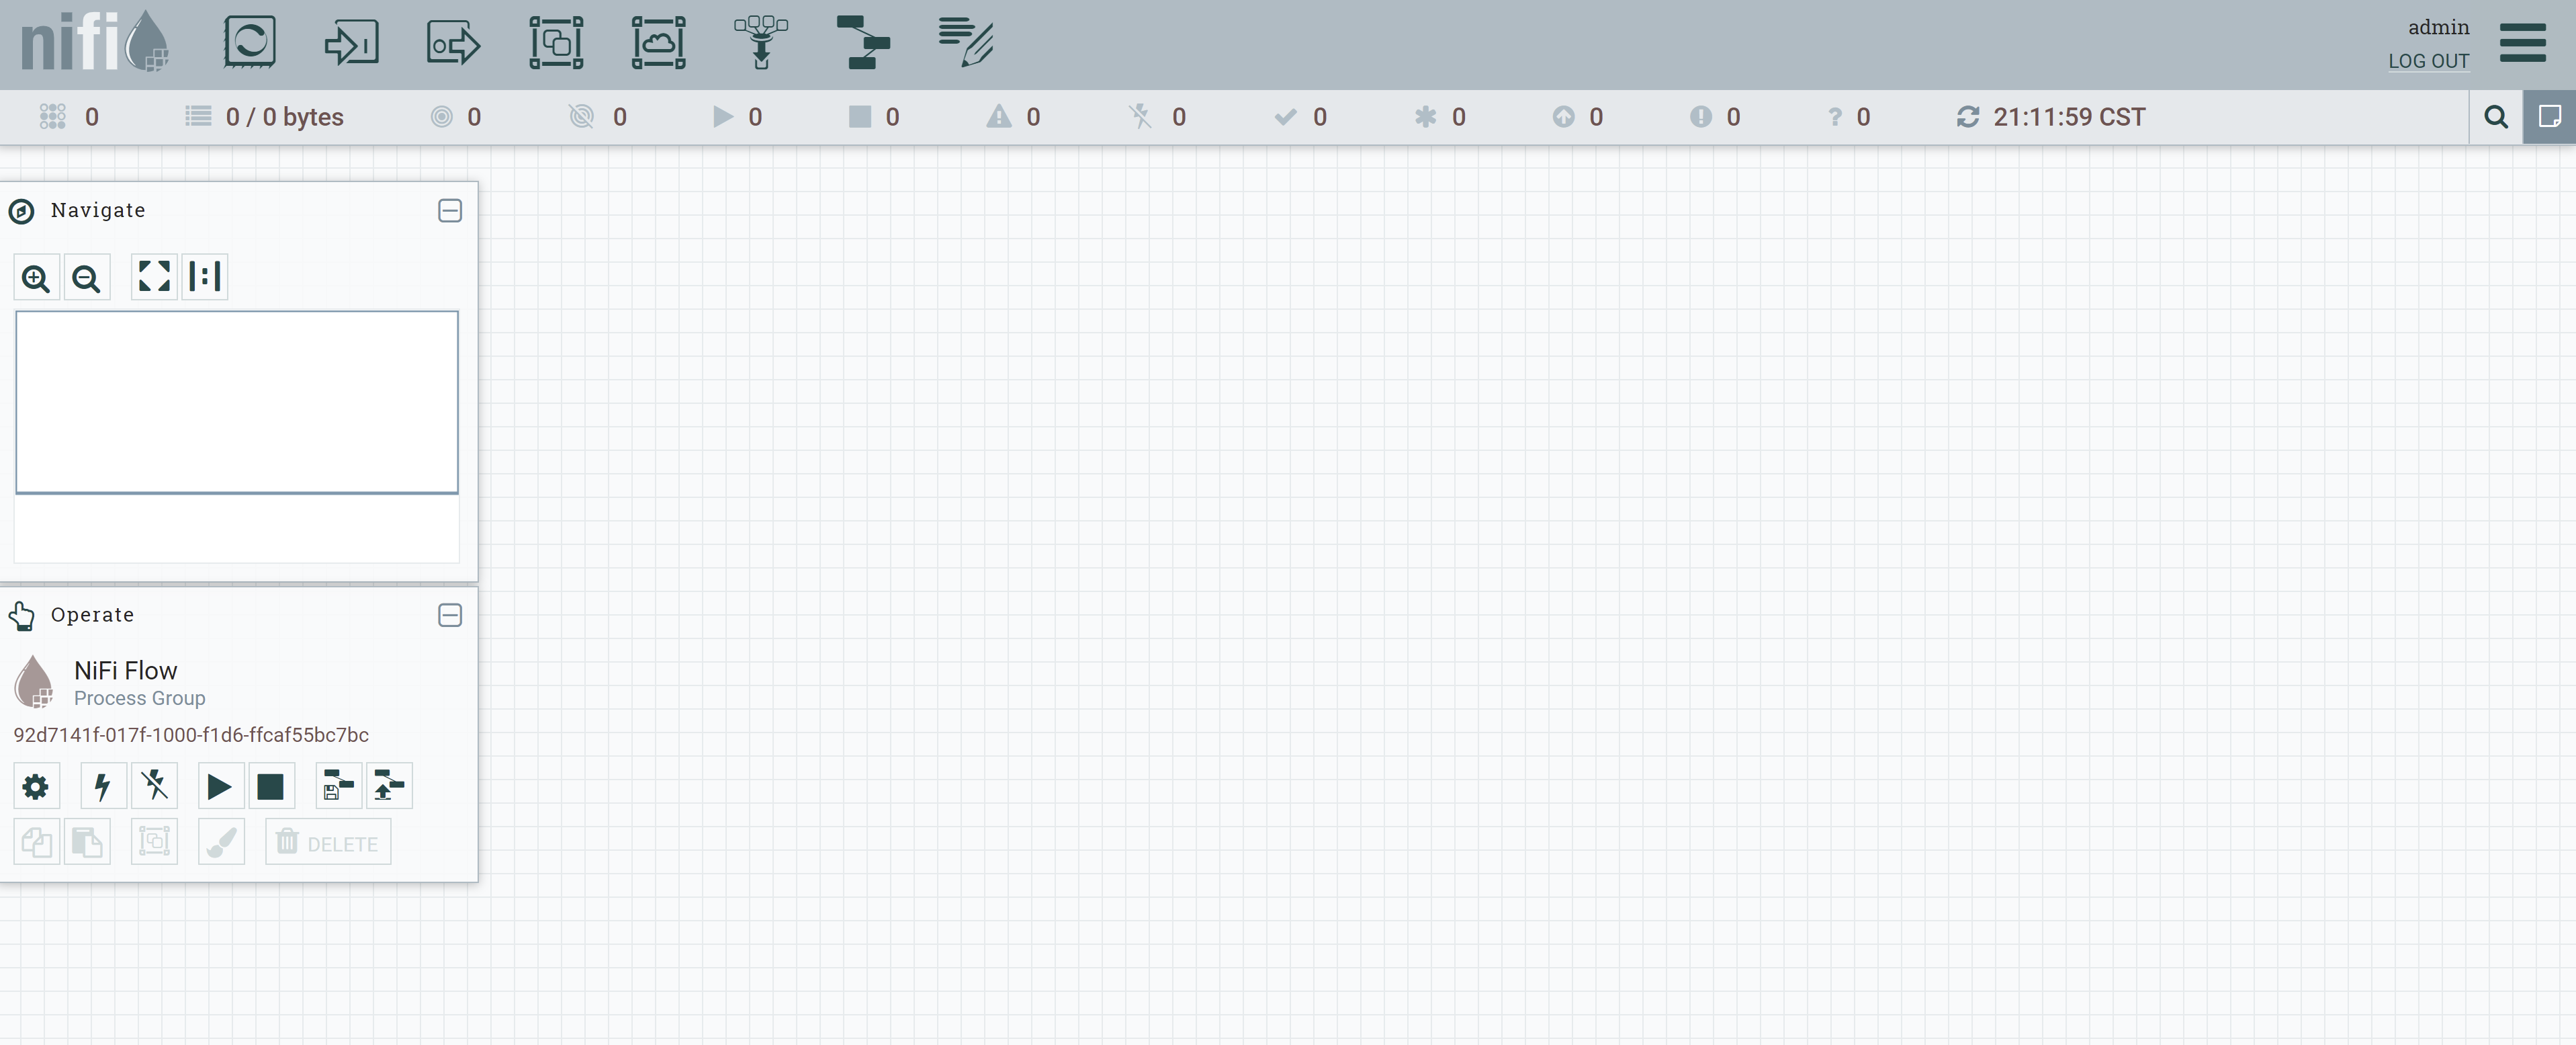 nifi
admin
LOG OUT
0
0 / 0 bytes
0
0
0
0
0
0
0
0
0
0
0
21:11:59 CST
Navigate
Operate
NiFi Flow
Process Group
92d7141f-017f-1000-f1d6-ffcaf55bc7bc
DELETE